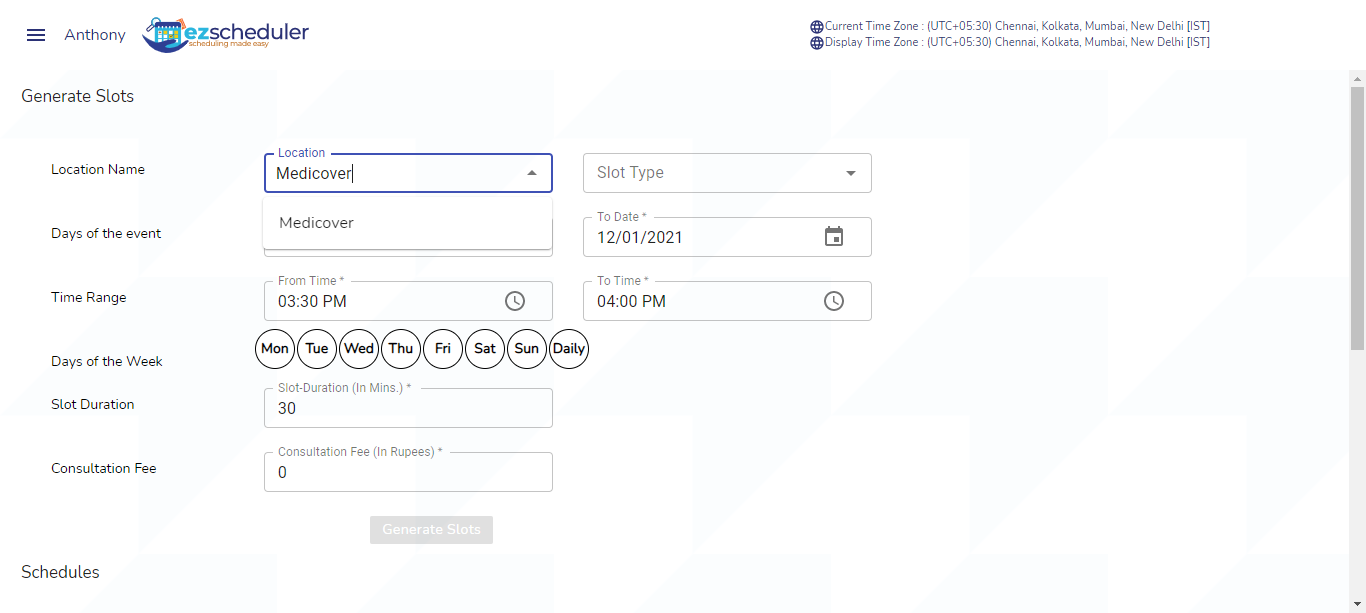 Anthony
ezscheduler
scheduling made easy
Current Time Zone : (UTC+05:30) Chennai, Kolkata, Mumbai, New Delhi [IST]
Display Time Zone : (UTC+05:30) Chennai, Kolkata, Mumbai, New Delhi [IST]
Generate Slots
Location Name
Location
Medicover
Slot Type
Medicover
Days of the event
To Date *
12/01/2021
Time Range
From Time *
03:30 PM
To Time *
04:00 PM
Days of the Week
Mon Tue Wed Thu Fri Sat Sun Daily
Slot Duration
Slot-Duration (In Mins.) *
30
Consultation Fee
Consultation Fee (In Rupees) *
0
Generate Slots
Schedules